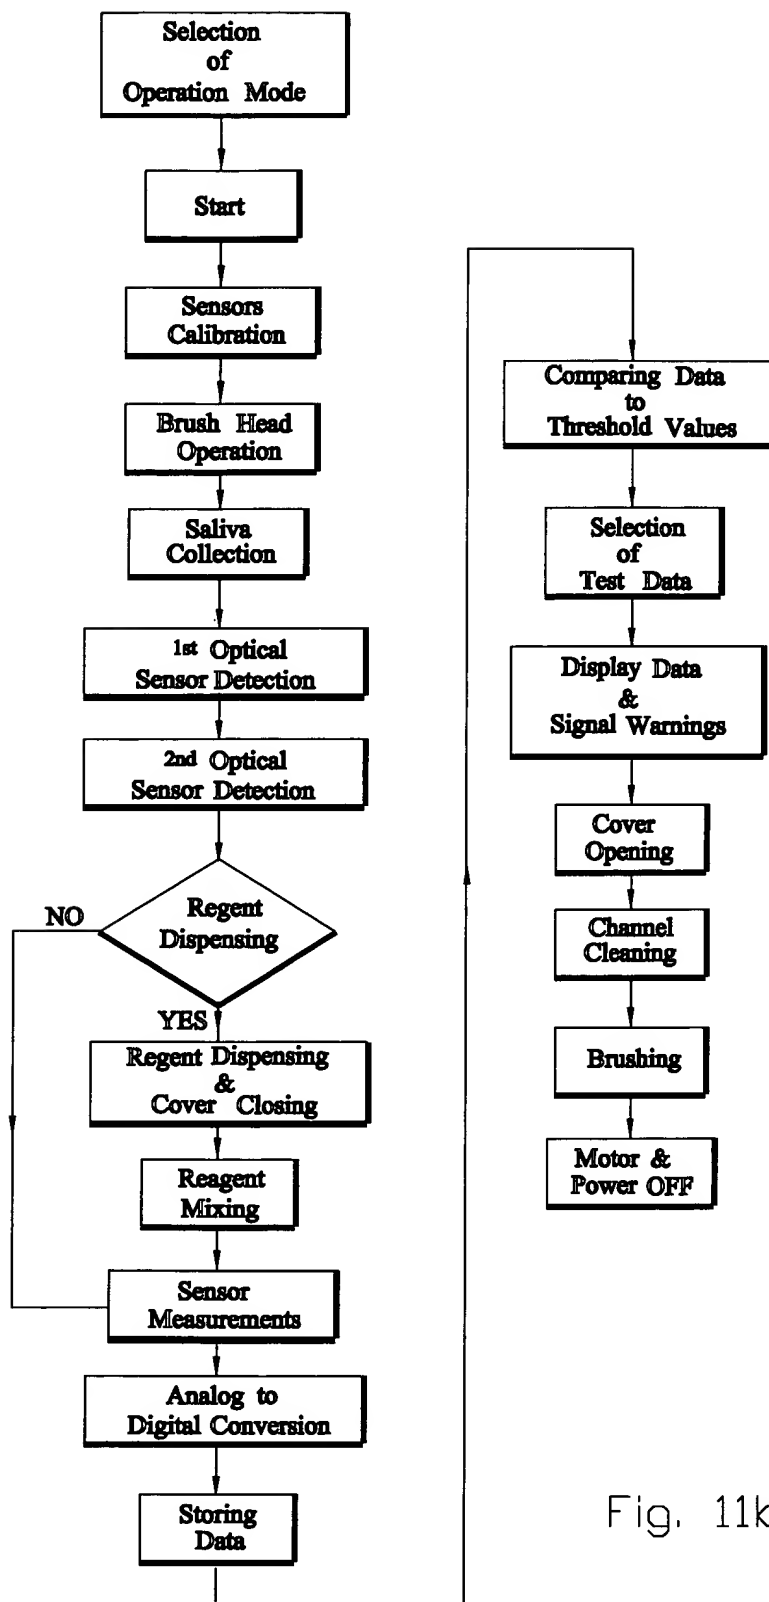 Selection
of
Operation Mode
Start
Sensors
Calibration
Brush Head
Operation
Saliva
Collection
1st Optical
Sensor Detection
2nd Optical
Sensor Detection
Regent
Dispensing
NO
YES
Regent Dispensing
&
Cover Closing
Reagent
Mixing
Sensor
Measurements
Analog to
Digital Conversion
Storing
Data
Comparing Data
to
Threshold Values
Selection
of
Test Data
Display Data
&
Signal Warnings
Cover
Opening
Channel
Cleaning
Brushing
Motor &
Power OFF
Fig. 11k